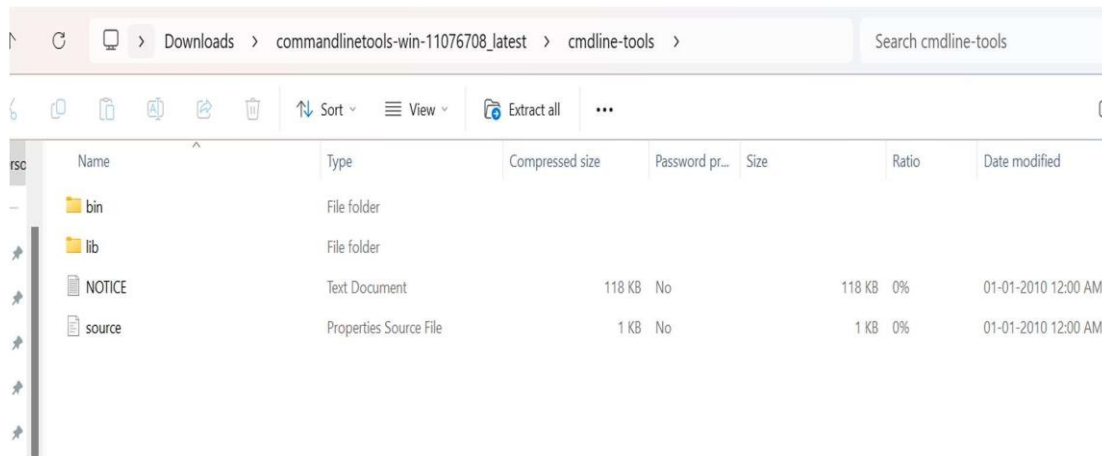 Downloads > commandlinetools-win-11076708_latest > cmdline-tools > Search cmdline-tools
Sort View Extract all •••
Name Type Compressed size Password pr... Size Ratio Date modified
bin File folder
lib File folder
NOTICE Text Document 118 KB No 118 KB 0% 01-01-2010 12:00 AM
source Properties Source File 1 KB No 1 KB 0% 01-01-2010 12:00 AM